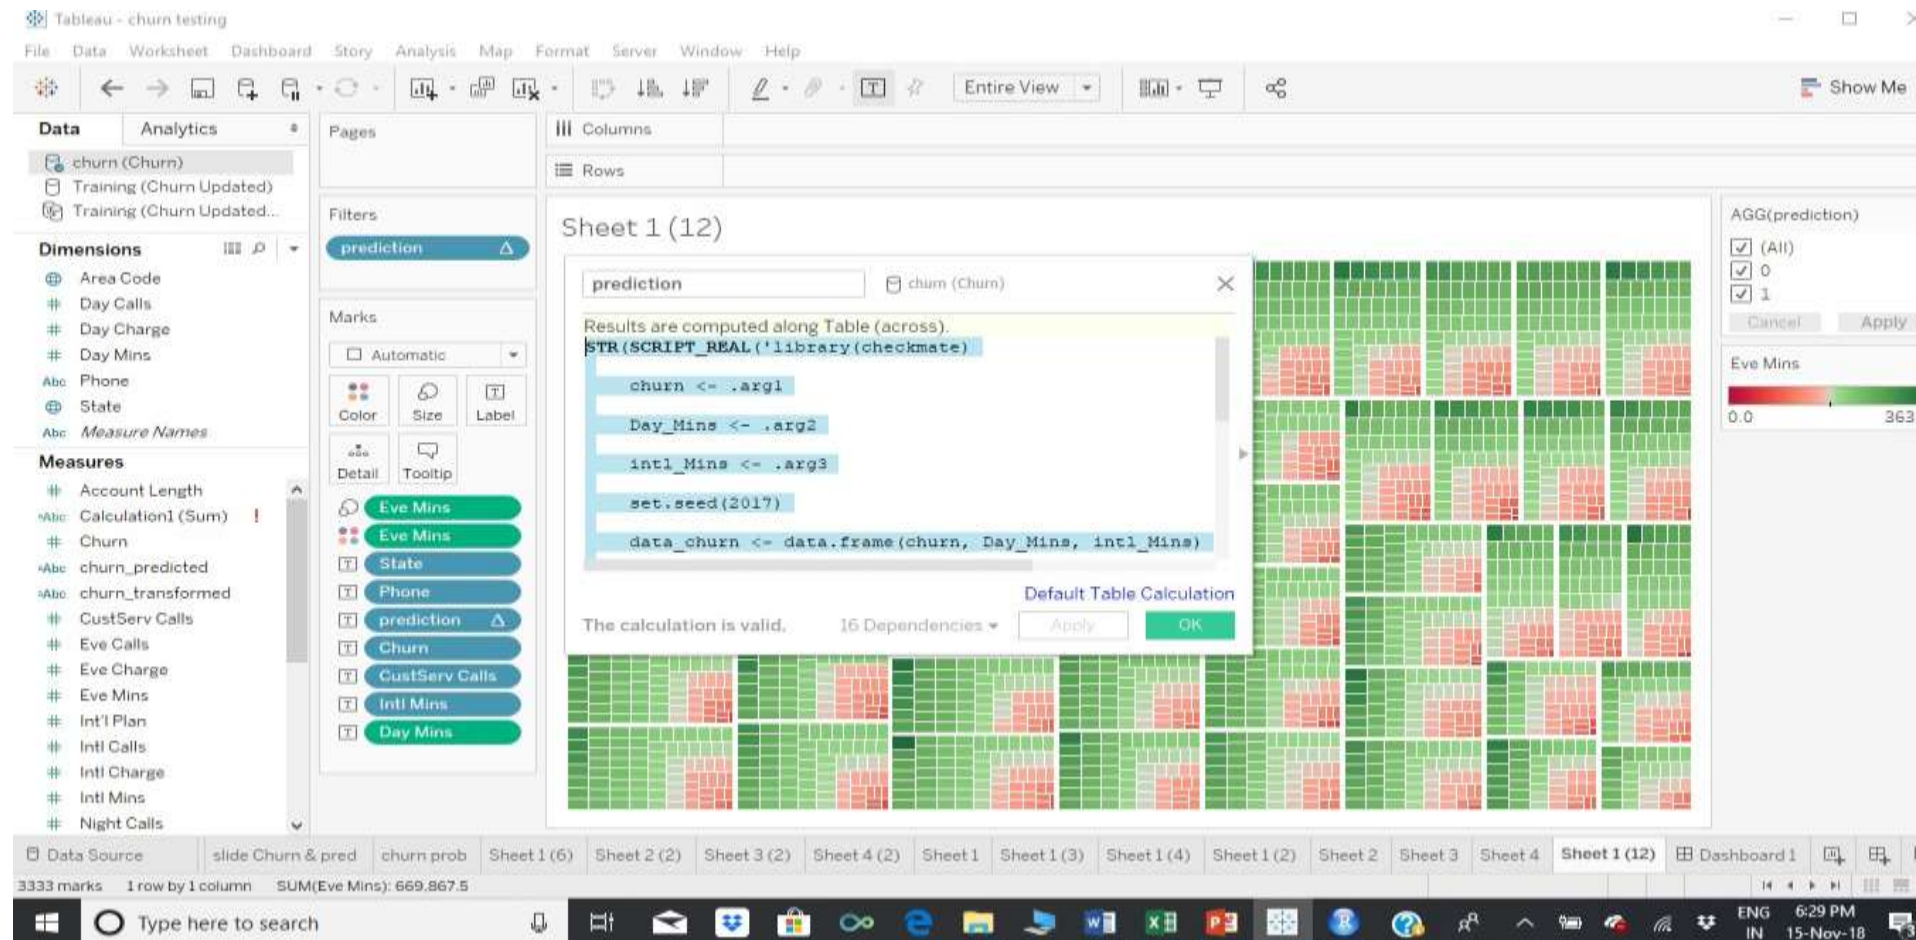 Tableau - churn testing
File Data Worksheet Dashboard Story Analysis Map Format Server Window Help
Entire View
Show Me
Data Analytics
churn (Churn)
Training (Churn Updated)
Training (Churn Updated...
Dimensions
Area Code
Day Calls
Day Charge
Day Mins
Abc Phone
State
Abc Measure Names
Measures
Account Length
Abc Calculation1 (Sum) !
Churn
Abc churn_predicted
Abc churn_transformed
CustServ Calls
Eve Calls
Eve Charge
Eve Mins
Int'l Plan
Intl Calls
Intl Charge
Intl Mins
Night Calls
Pages
Filters
prediction
Marks
Automatic
Color Size Label
Detail Tooltip
Eve Mins
Eve Mins
State
Phone
prediction
Churn
CustServ Calls
Intl Mins
Day Mins
Columns
Rows
Sheet 1 (12)
prediction churn (Churn)
Results are computed along Table (across).
STR(SCRIPT_REAL('library(checkmate)
churn <- .arg1
Day_Mins <- .arg2
intl_Mins <- .arg3
set.seed(2017)
data_churn <- data.frame(churn, Day_Mins, intl_Mins)
Default Table Calculation
The calculation is valid. 16 Dependencies Apply OK
AGG(prediction)
(All)
0
1
Cancel Apply
Eve Mins
0.0 363
Data Source slide Churn & pred churn prob Sheet 1 (6) Sheet 2 (2) Sheet 3 (2) Sheet 4 (2) Sheet 1 Sheet 1 (3) Sheet 1 (4) Sheet 1 (2) Sheet 2 Sheet 3 Sheet 4 Sheet 1 (12) Dashboard 1
3333 marks 1 row by 1 column SUM(Eve Mins): 669,867.5
Type here to search
ENG 6:29 PM
IN 15-Nov-18